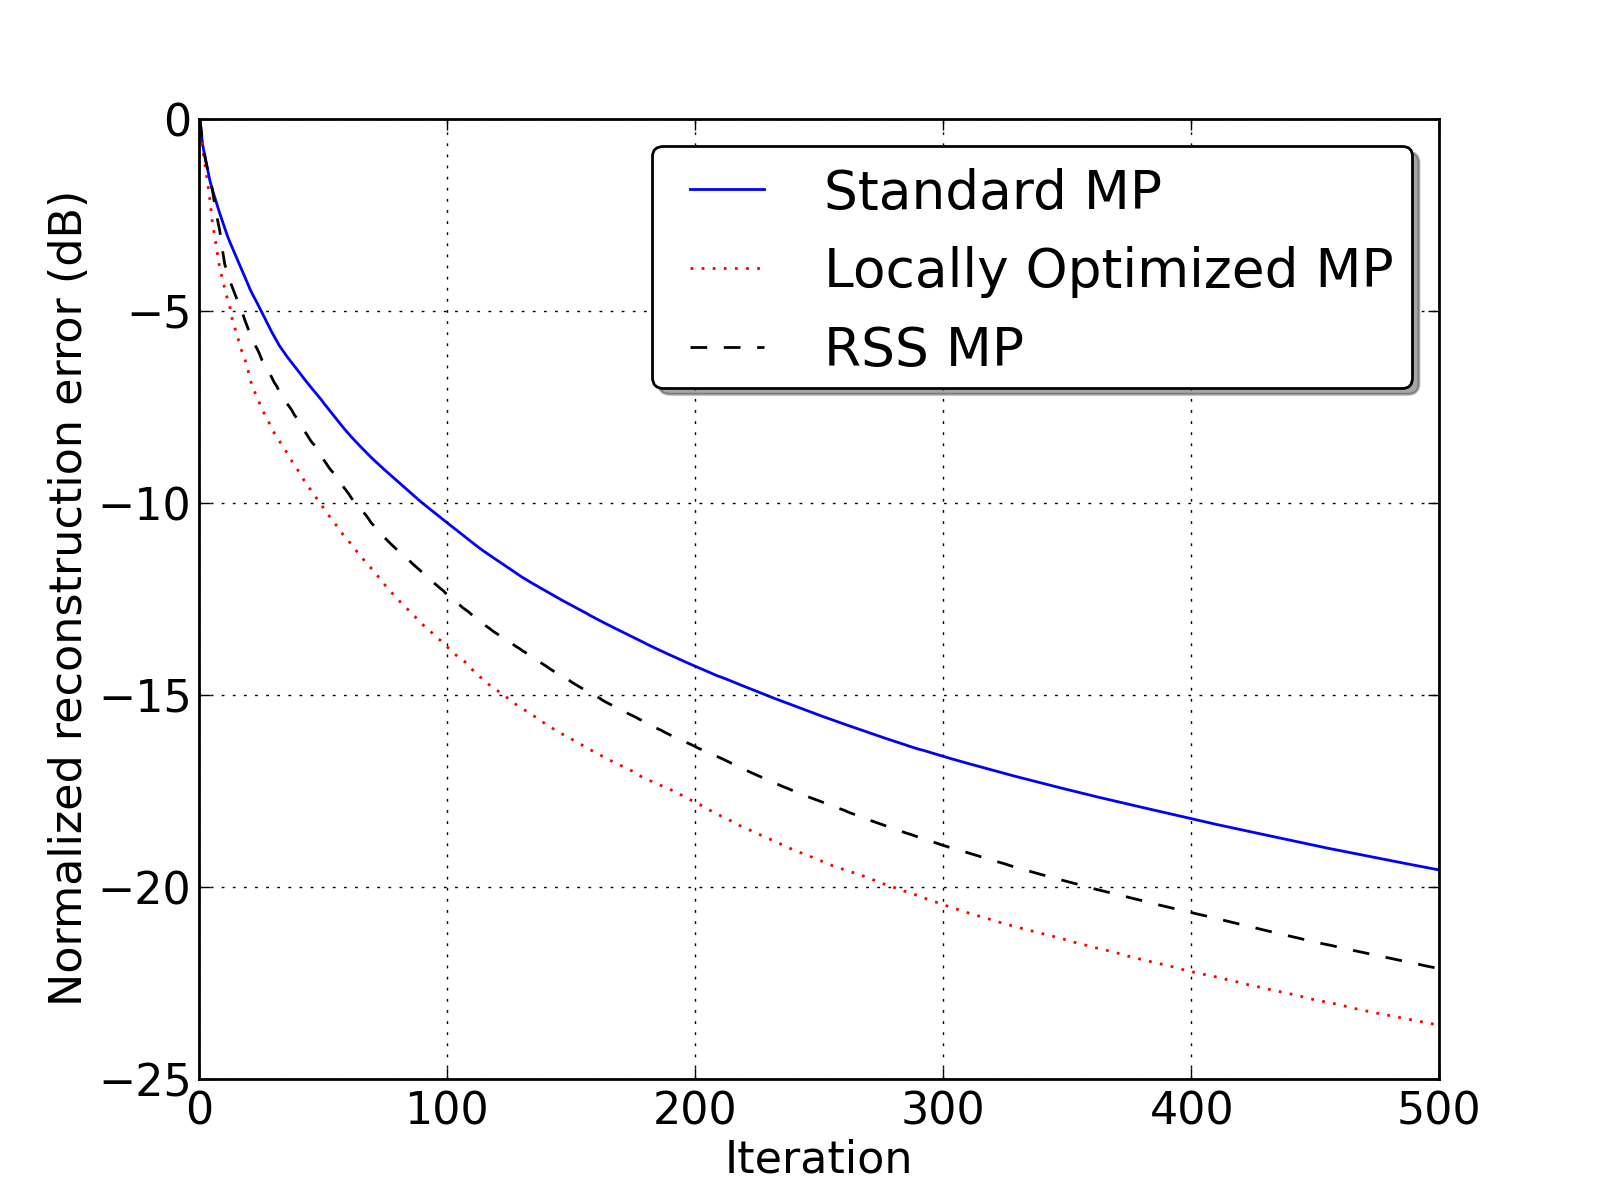 Standard MP
Locally Optimized MP
RSS MP
Normalized reconstruction error (dB)
0
−5
−10
−15
−20
−25
0 100 200 300 400 500
Iteration